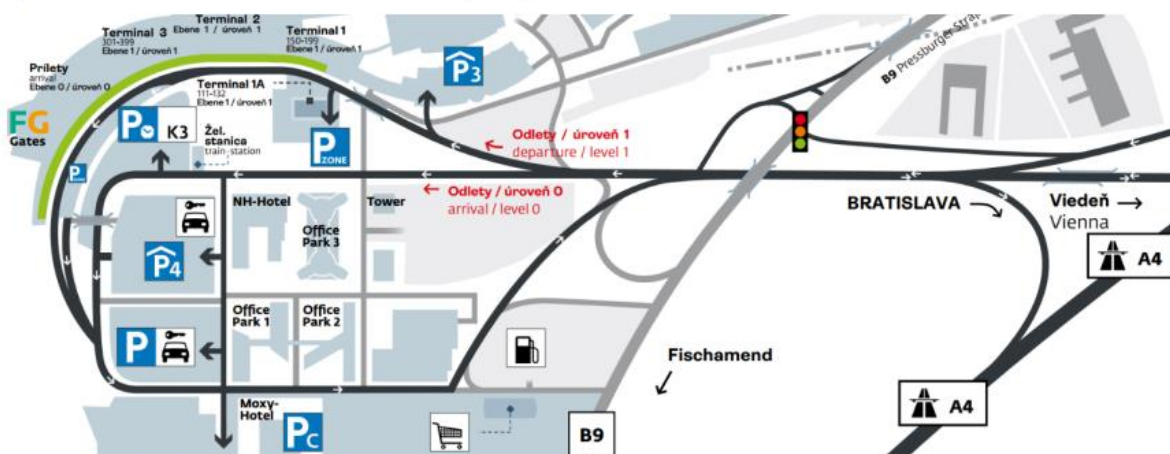 Terminal 3
301-399
Ebene 1 / úroveň 1
Terminal 2
Ebene 1 / úroveň 1
Terminal 1
150-199
Ebene 1 / úroveň 1
Prílety
arrival
Ebene 0 / úroveň 0
FG
Gates
Terminal 1A
111-132
Ebene 1 / úroveň 1
P3
B9 Pressburger Straß
P
K3
Žel.
stanica
train station
P
ZONE
P
Odlety / úroveň 1
departure / level 1
Odlety / úroveň 0
arrival / level 0
NH-Hotel
Office
Park 3
Tower
BRATISLAVA
Viedeň
Vienna
A4
P4
Office
Park 1
Office
Park 2
P
Fischamend
A4
Moxy-
Hotel
PC
B9